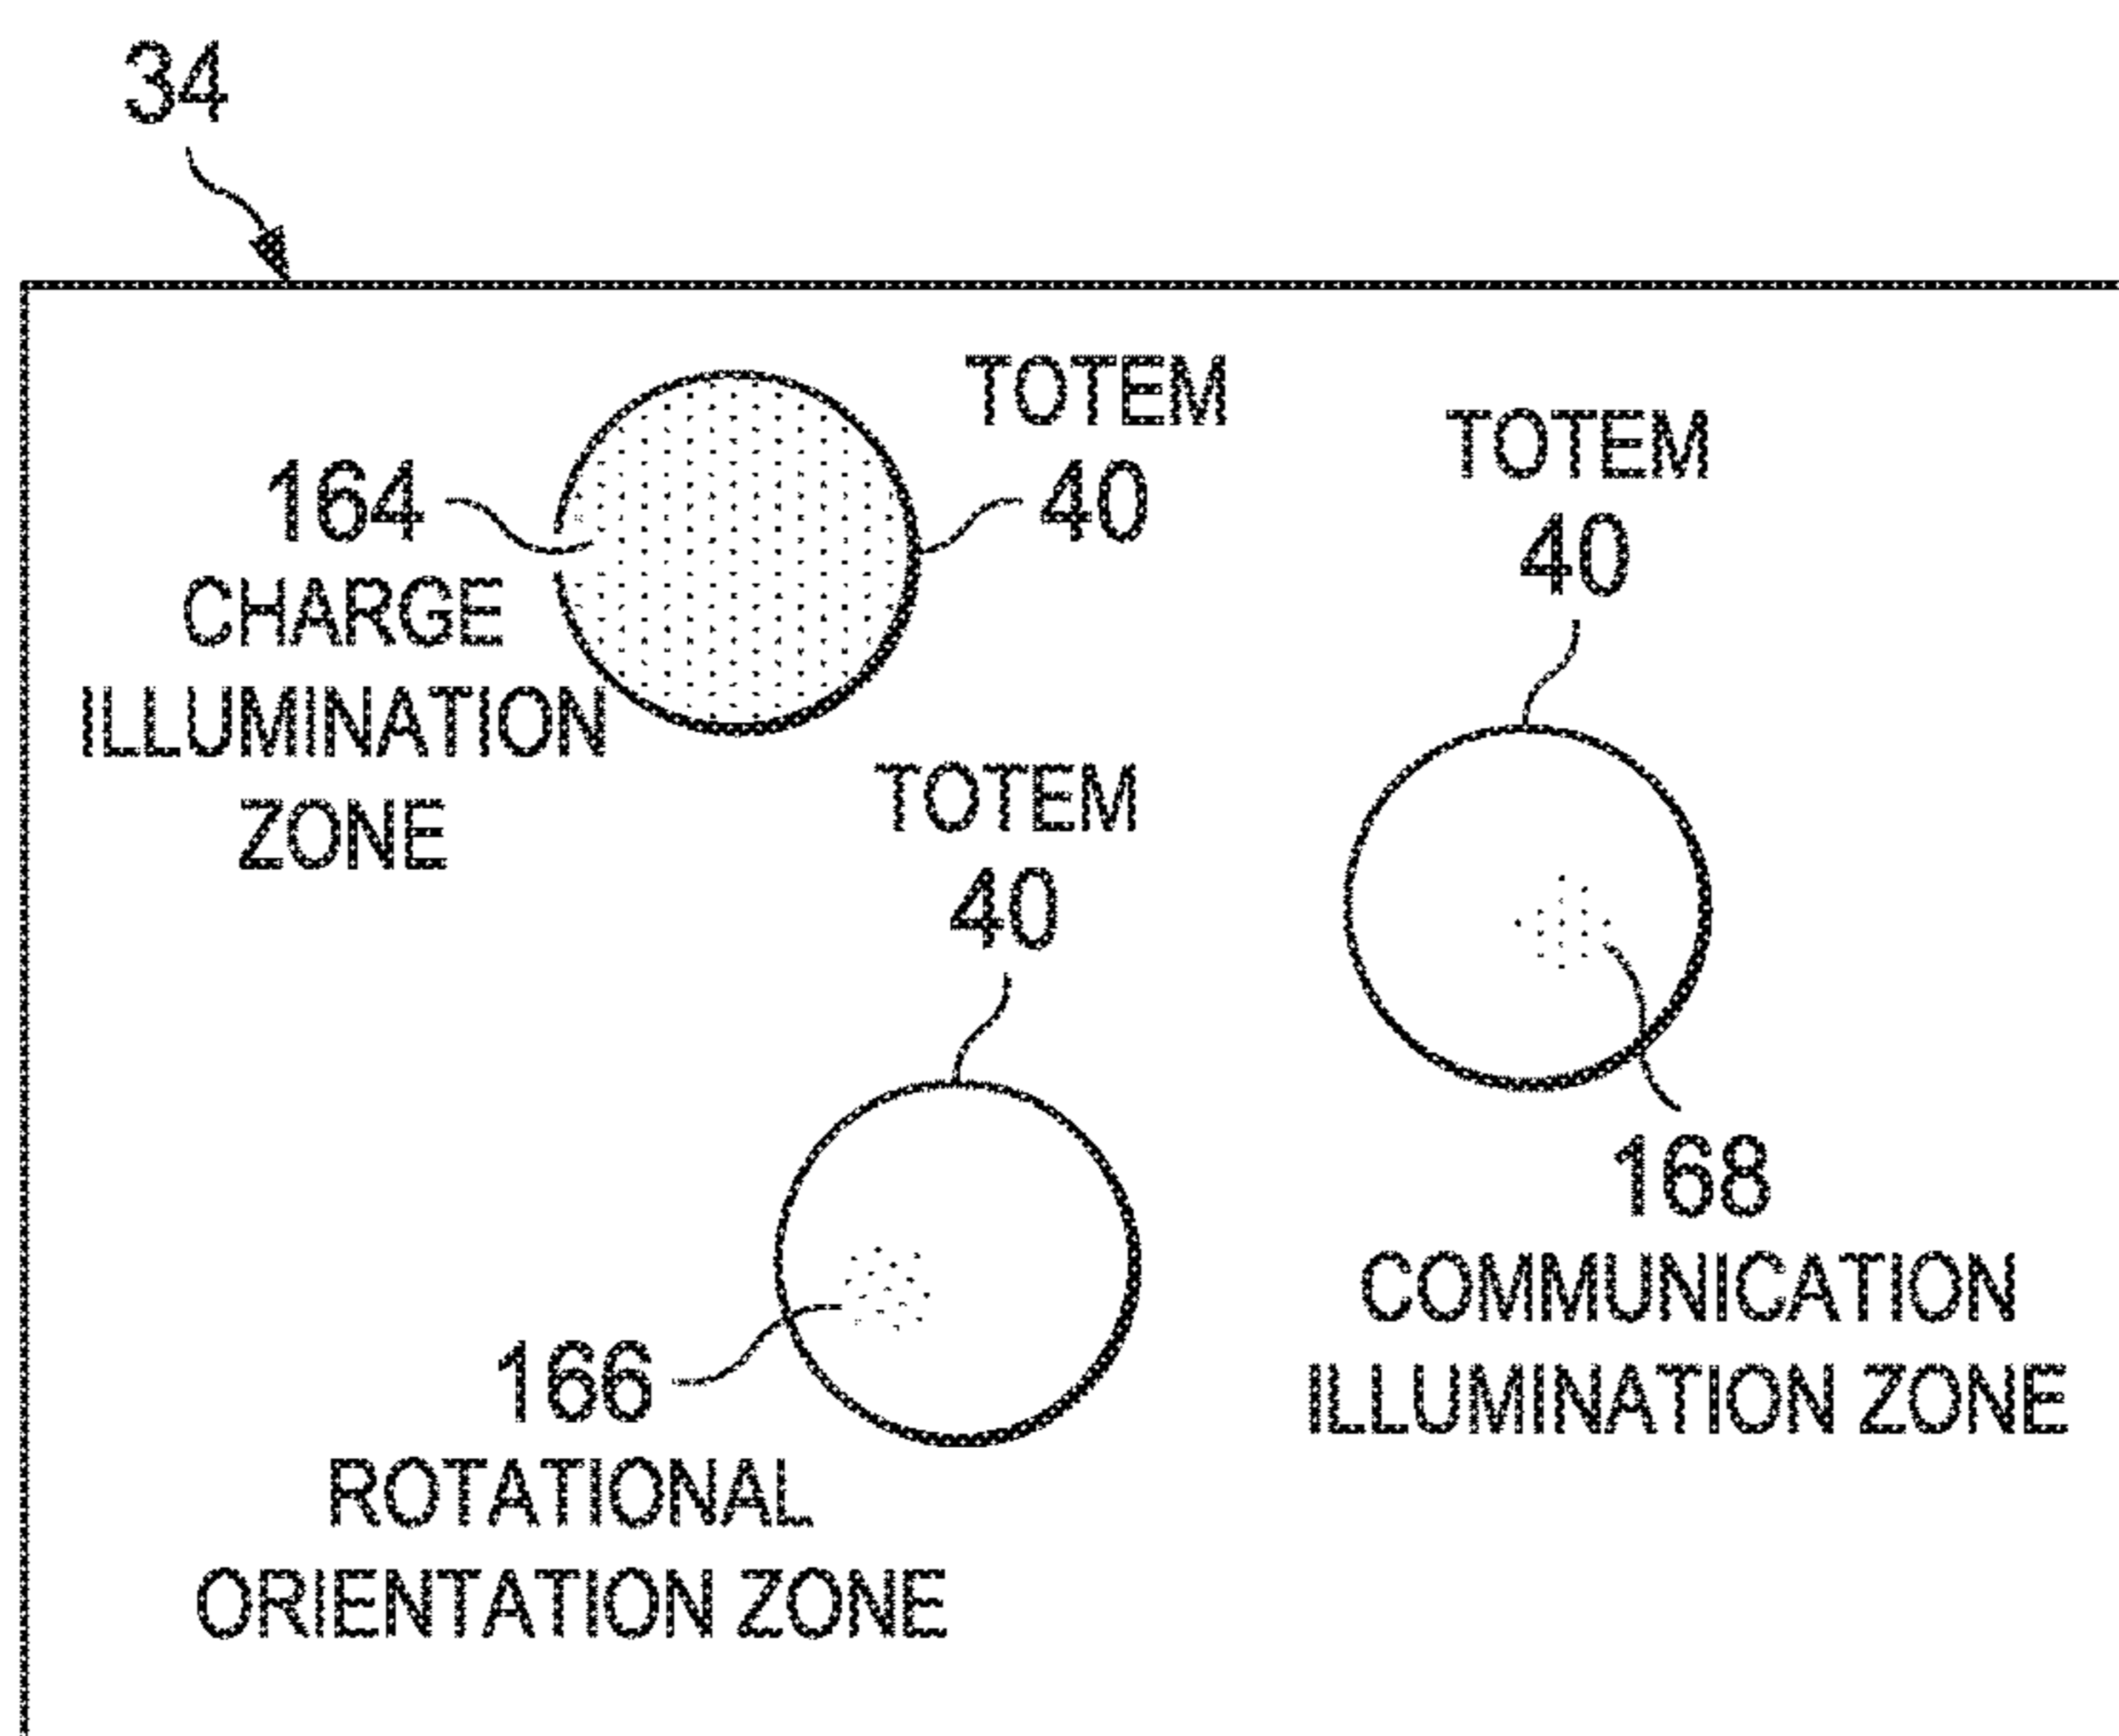 34
TOTEM
40
164
CHARGE
ILLUMINATION
ZONE
TOTEM
40
TOTEM
40
168
COMMUNICATION
ILLUMINATION ZONE
166
ROTATIONAL
ORIENTATION ZONE